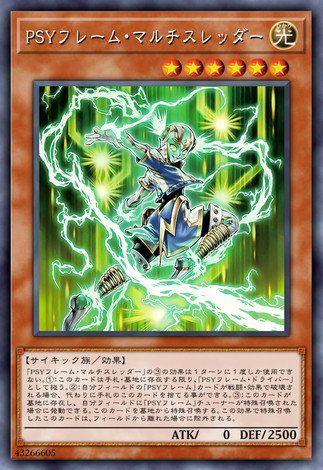 PSYフレーム・マルチスレッダー
光
【サイキック族／効果】
「PSYフレーム・マルチスレッダー」の③の効果は１ターンに１度しか使用できない。①：このカードは手札・墓地に存在する限り、「PSYフレーム・ドライバー」
として扱う。②：自分フィールドの「PSYフレーム」カードが戦闘・効果で破壊され
る場合、代わりに手札のこのカードを捨てる事ができる。③：このカードが
墓地に存在し、自分フィールドに「PSYフレーム」チューナーが特殊召喚され
た場合に発動できる。このカードを墓地から特殊召喚する。この効果で特殊召喚
したこのカードは、フィールドから離れた場合に除外される。
ATK/ 0 DEF/2500
43266605